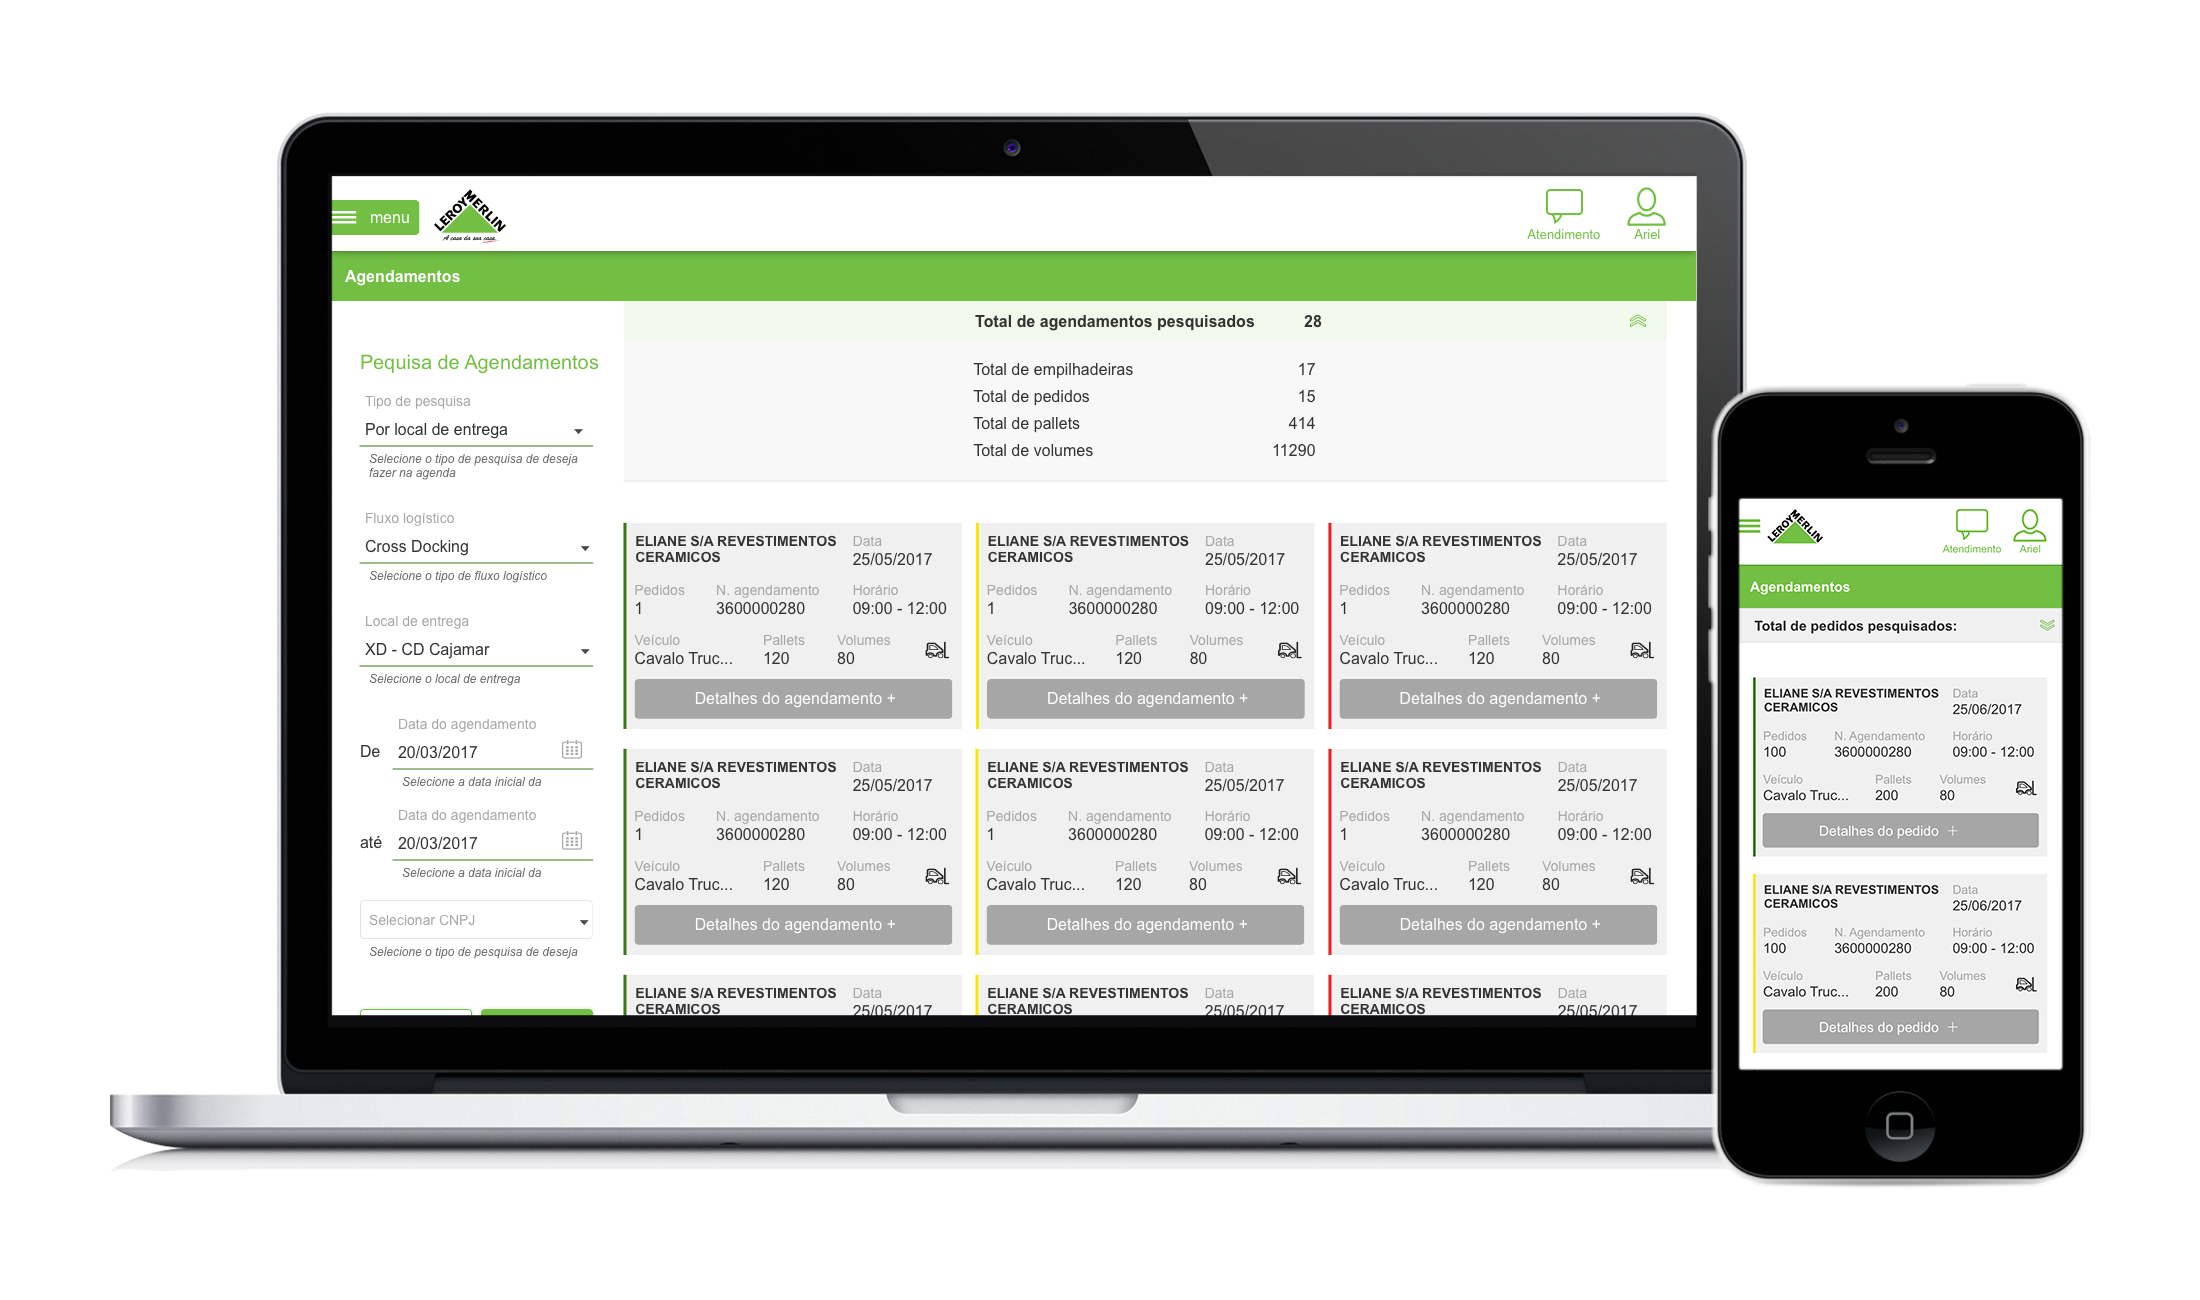 menu
LEROY MERLIN
A casa da sua casa.
Atendimento
Ariel
Agendamentos
Pequisa de Agendamentos
Tipo de pesquisa
Por local de entrega
Selecione o tipo de pesquisa de deseja
fazer na agenda
Fluxo logístico
Cross Docking
Selecione o tipo de fluxo logístico
Local de entrega
XD - CD Cajamar
Selecione o local de entrega
Data do agendamento
De 20/03/2017
Selecione a data inicial da
Data do agendamento
até 20/03/2017
Selecione a data inicial da
Selecionar CNPJ
Selecione o tipo de pesquisa de deseja
Total de agendamentos pesquisados 28
Total de empilhadeiras 17
Total de pedidos 15
Total de pallets 414
Total de volumes 11290
ELIANE S/A REVESTIMENTOS Data
CERAMICOS 25/05/2017
Pedidos N. agendamento Horário
1 3600000280 09:00 - 12:00
Veículo Pallets Volumes
Cavalo Truc... 120 80
Detalhes do agendamento +
ELIANE S/A REVESTIMENTOS Data
CERAMICOS 25/05/2017
Pedidos N. agendamento Horário
1 3600000280 09:00 - 12:00
Veículo Pallets Volumes
Cavalo Truc... 120 80
Detalhes do agendamento +
ELIANE S/A REVESTIMENTOS Data
CERAMICOS 25/05/2017
Pedidos N. agendamento Horário
1 3600000280 09:00 - 12:00
Veículo Pallets Volumes
Cavalo Truc... 120 80
Detalhes do agendamento +
ELIANE S/A REVESTIMENTOS Data
CERAMICOS 25/05/2017
Pedidos N. agendamento Horário
1 3600000280 09:00 - 12:00
Veículo Pallets Volumes
Cavalo Truc... 120 80
Detalhes do agendamento +
ELIANE S/A REVESTIMENTOS Data
CERAMICOS 25/05/2017
Pedidos N. agendamento Horário
1 3600000280 09:00 - 12:00
Veículo Pallets Volumes
Cavalo Truc... 120 80
Detalhes do agendamento +
ELIANE S/A REVESTIMENTOS Data
CERAMICOS 25/05/2017
Pedidos N. agendamento Horário
1 3600000280 09:00 - 12:00
Veículo Pallets Volumes
Cavalo Truc... 120 80
Detalhes do agendamento +
ELIANE S/A REVESTIMENTOS Data
CERAMICOS 25/05/2017
ELIANE S/A REVESTIMENTOS Data
CERAMICOS 25/05/2017
ELIANE S/A REVESTIMENTOS Data
CERAMICOS 25/05/2017
LEROY MERLIN
Atendimento
Ariel
Agendamentos
Total de pedidos pesquisados:
ELIANE S/A REVESTIMENTOS Data
CERAMICOS 25/06/2017
Pedidos N. Agendamento Horário
100 3600000280 09:00 - 12:00
Veículo Pallets Volumes
Cavalo Truc... 200 80
Detalhes do pedido +
ELIANE S/A REVESTIMENTOS Data
CERAMICOS 25/06/2017
Pedidos N. Agendamento Horário
100 3600000280 09:00 - 12:00
Veículo Pallets Volumes
Cavalo Truc... 200 80
Detalhes do pedido +